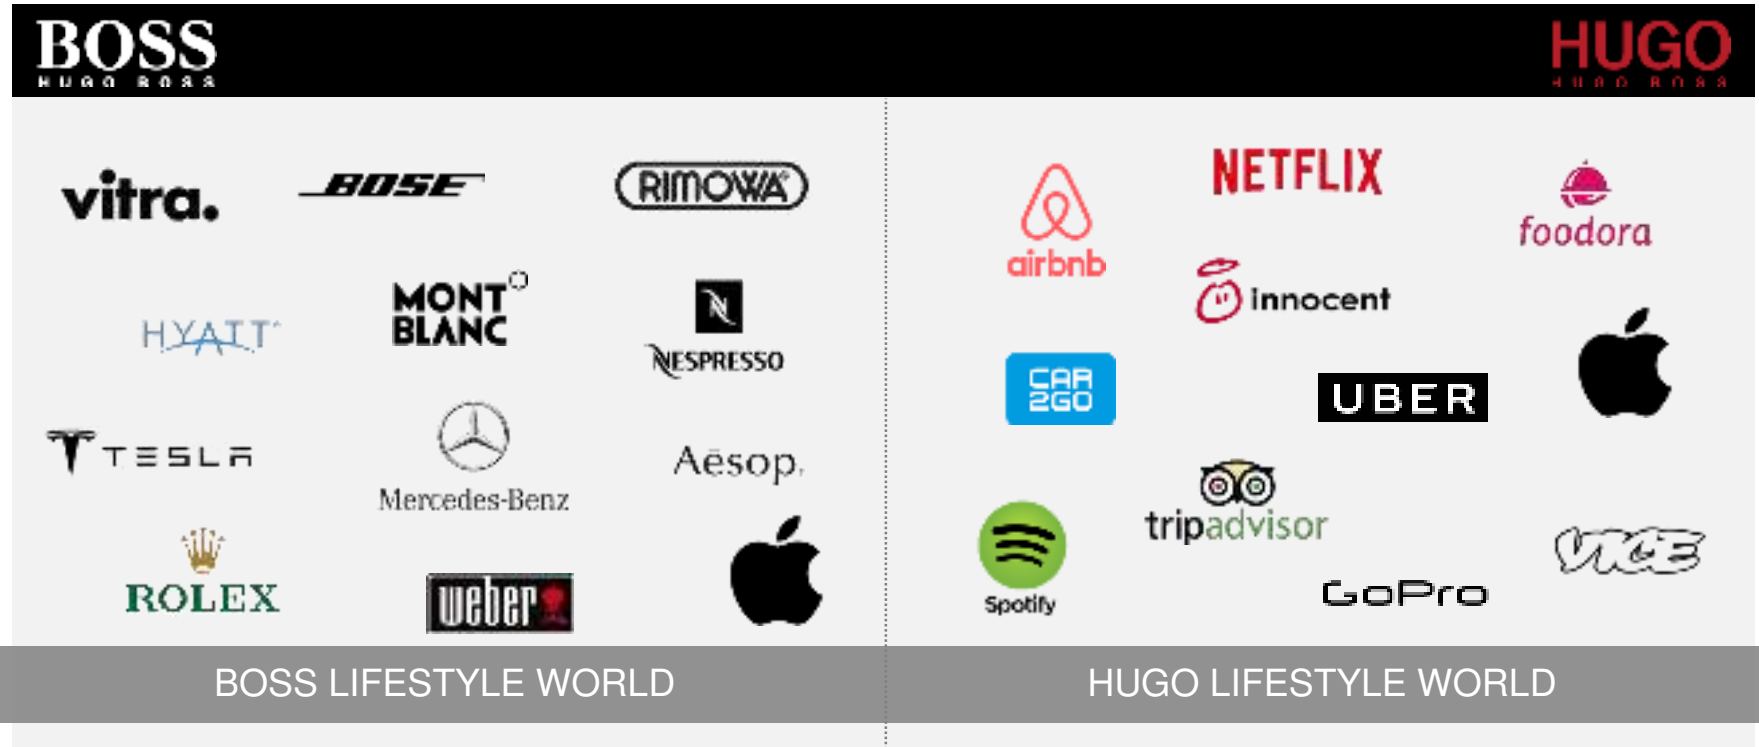 BOSS
HUGO BOSS
HUGO
HUGO BOSS
vitra.
BOSE
RIMOWA
HYATT
MONT
BLANC
N
NESPRESSO
TESLA
Mercedes-Benz
Aēsop.
ROLEX
weber
BOSS LIFESTYLE WORLD
airbnb
NETFLIX
foodora
innocent
CAR
2GO
UBER
tripadvisor
Spotify
VICE
GoPro
HUGO LIFESTYLE WORLD